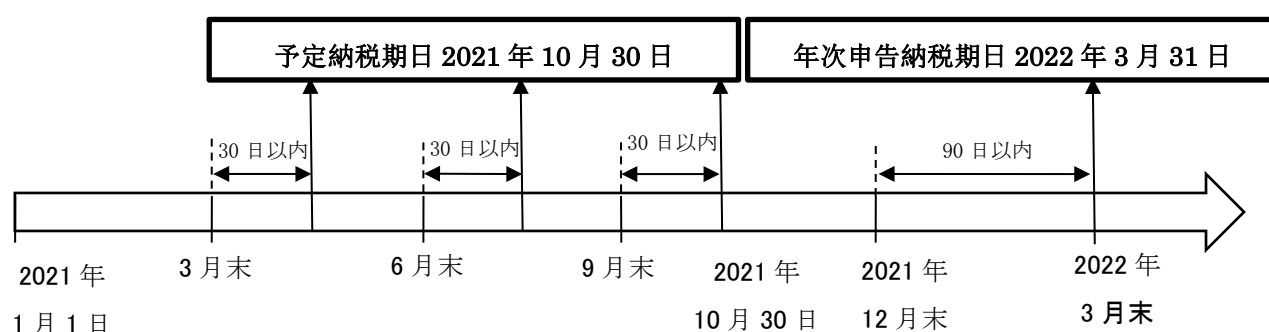 予定納税期日 2021 年 10 月 30 日
年次申告納税期日 2022 年 3 月 31 日
30 日以内
30 日以内
30 日以内
90 日以内
2021 年
1 月 1 日
3 月末
6 月末
9 月末
2021 年
10 月 30 日
2021 年
12 月末
2022 年
3 月末